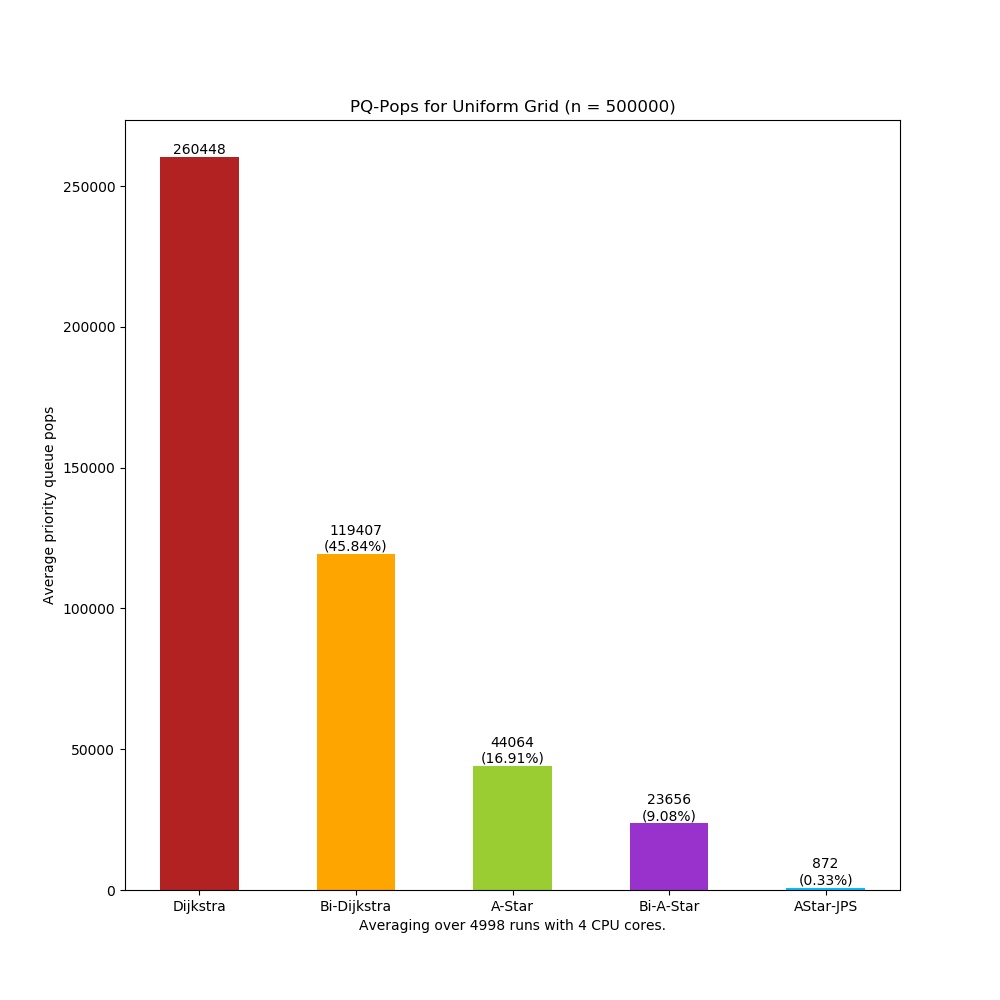 PQ-Pops for Uniform Grid (n = 500000)
260448
250000
200000
Average priority queue pops
150000
119407
(45.84%)
100000
44064
(16.91%)
50000
23656
(9.08%)
872
(0.33%)
0
Dijkstra
Bi-Dijkstra
A-Star
Bi-A-Star
AStar-JPS
Averaging over 4998 runs with 4 CPU cores.